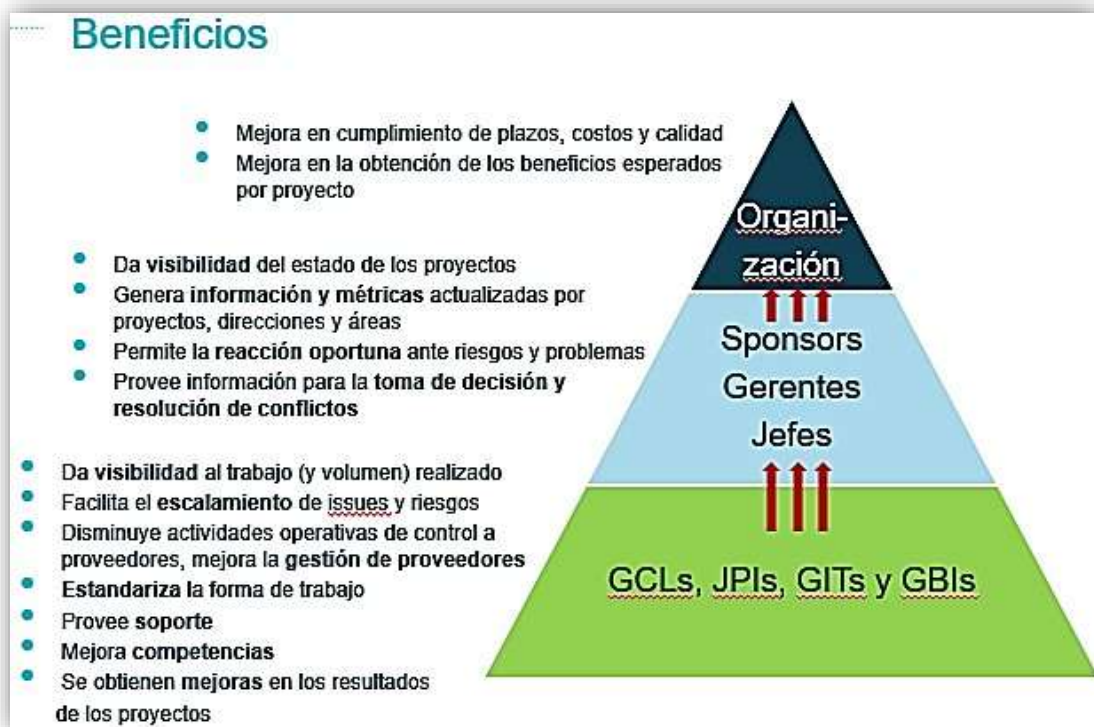 Beneficios
Mejora en cumplimiento de plazos, costos y calidad
Mejora en la obtención de los beneficios esperados
por proyecto
Organi-
zación
Da visibilidad del estado de los proyectos
Genera información y métricas actualizadas por
proyectos, direcciones y áreas
Permite la reacción oportuna ante riesgos y problemas
Provee información para la toma de decisión y
resolución de conflictos
Sponsors
Gerentes
Jefes
Da visibilidad al trabajo (y volumen) realizado
Facilita el escalamiento de issues y riesgos
Disminuye actividades operativas de control a
proveedores, mejora la gestión de proveedores
Estandariza la forma de trabajo
Provee soporte
Mejora competencias
Se obtienen mejoras en los resultados
de los proyectos
GCLs, JPIs, GITs y GBIs